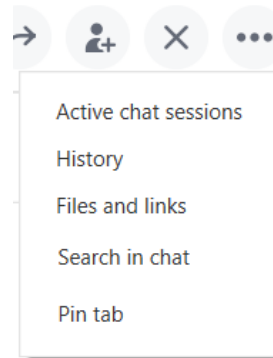 Active chat sessions
History
Files and links
Search in chat
Pin tab